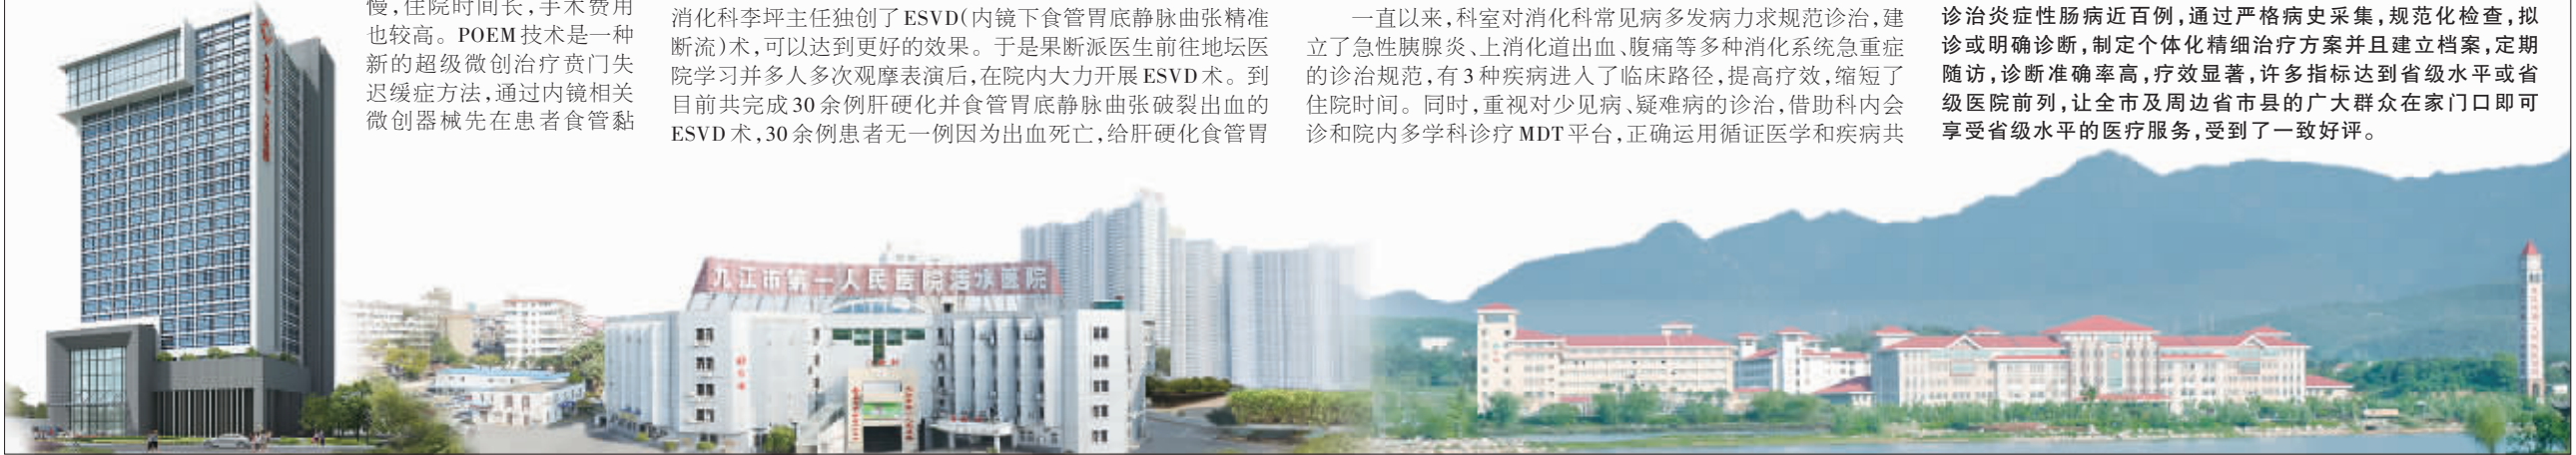 慢,住院时间长,手术费用
也较高。POEM技术是一种
新的超级微创治疗贲门失
迟缓症方法,通过内镜相关
微创器械先在患者食管黏
消化科李坪主任独创了ESVD(内镜下食管胃底静脉曲张精准
断流)术,可以达到更好的效果。于是果断派医生前往地坛医
院学习并多人多次观摩表演后,在院内大力开展ESVD术。到
目前共完成30余例肝硬化并食管胃底静脉曲张破裂出血的
ESVD术,30余例患者无一例因为出血死亡,给肝硬化食管胃
一直以来,科室对消化科常见病多发病力求规范诊治,建
立了急性胰腺炎、上消化道出血、腹痛等多种消化系统急重症
的诊治规范,有3种疾病进入了临床路径,提高疗效,缩短了
住院时间。同时,重视对少见病、疑难病的诊治,借助科内会
诊和院内多学科诊疗MDT平台,正确运用循证医学和疾病共
诊治炎症性肠病近百例,通过严格病史采集,规范化检查,拟
诊或明确诊断,制定个体化精细治疗方案并且建立档案,定期
随访,诊断准确率高,疗效显著,许多指标达到省级水平或省
级医院前列,让全市及周边省市县的广大群众在家门口即可
享受省级水平的医疗服务,受到了一致好评。
九江市第一人民医院活水医院